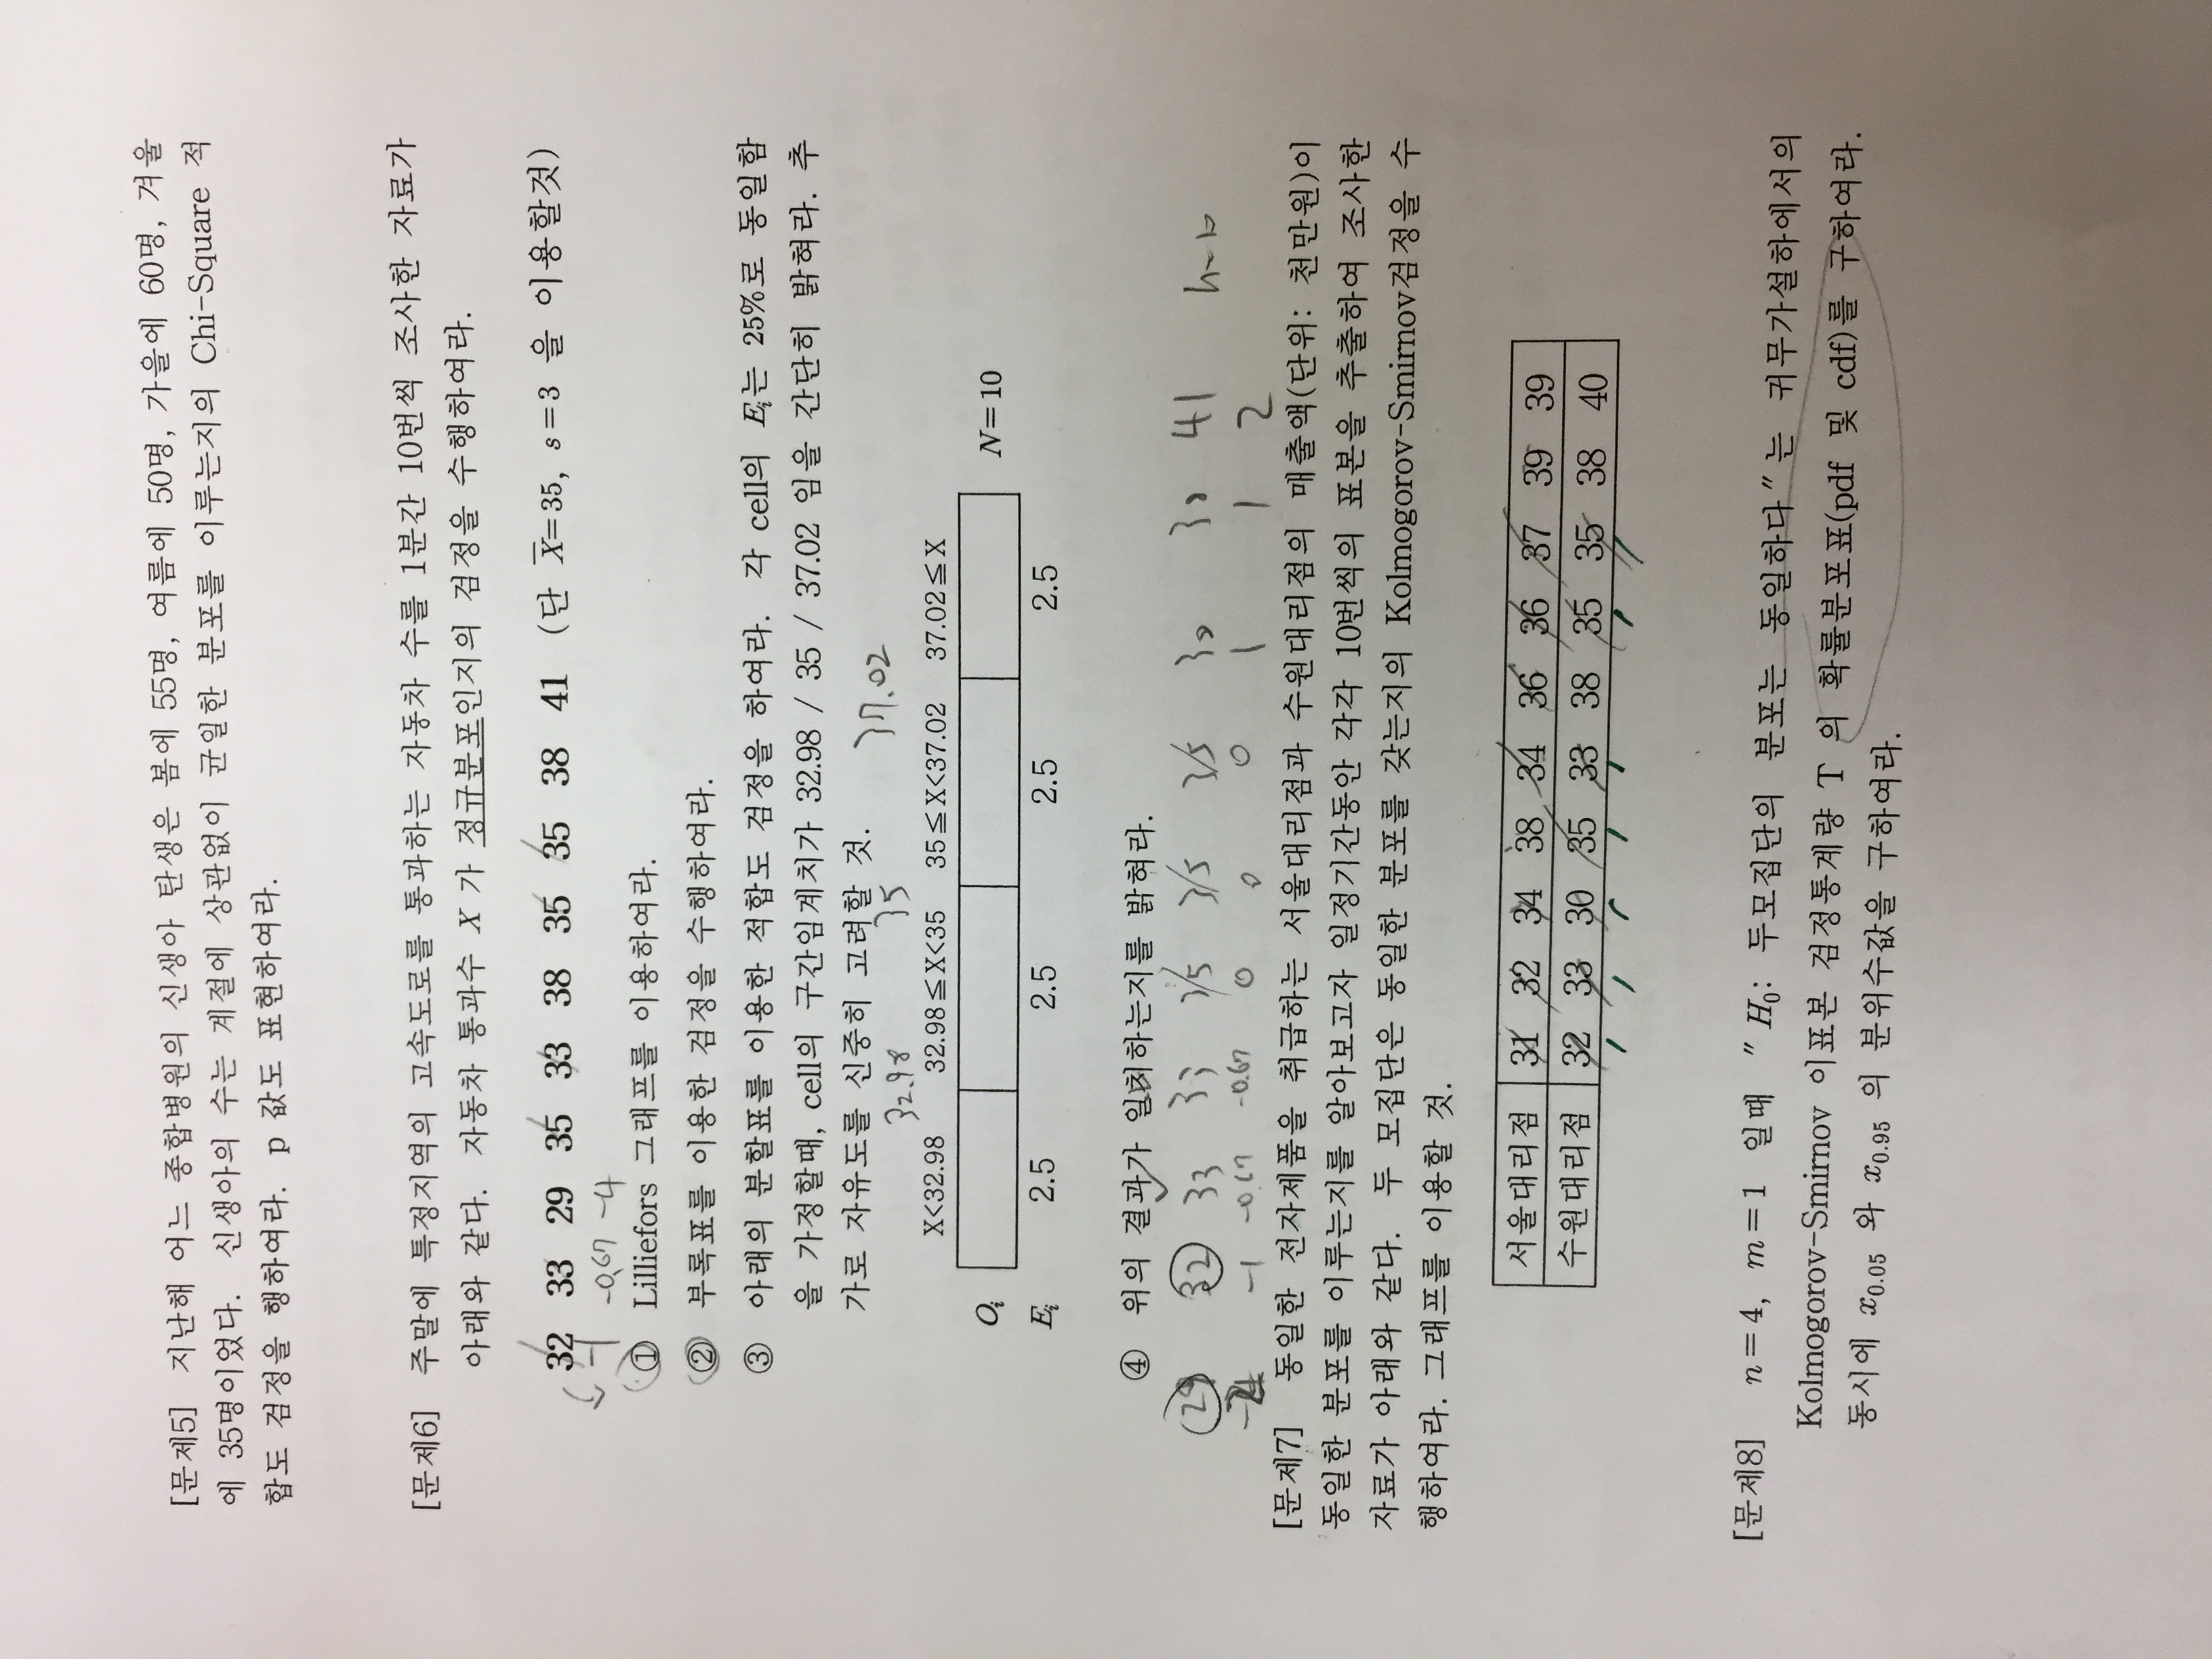 [문제5] 지난해 어느 종합병원의 신생아 탄생은 봄에 55명, 여름에 50명, 가을에 60명, 겨울
에 35명이었다. 신생아의 수는 계절에 상관없이 균일한 분포를 이루는지의 Chi-Square 적
합도 검정을 행하여라. p 값도 표현하여라.
[문제6] 주말에 특정지역의 고속도로를 통과하는 자동차 수를 1분간 10번씩 조사한 자료가
아래와 같다. 자동차 통과수 X 가 정규분포인지의 검정을 수행하여라.
32 33 29 35 33 38 35 35 38 41 (단 X̅=35, s=3 을 이용할것)
-1 -0.67 -4
① Lilliefors 그래프를 이용하여라.
② 부록표를 이용한 검정을 수행하여라.
③ 아래의 분할표를 이용한 적합도 검정을 하여라. 각 cell의 Eᵢ는 25%로 동일함
을 가정할때, cell의 구간임계치가 32.98 / 35 / 37.02 임을 간단히 밝혀라. 추
가로 자유도를 신중히 고려할 것.
32.98 35 37.02
X<32.98 32.98≦X<35 35≦X<37.02 37.02≦X
Oᵢ N=10
Eᵢ 2.5 2.5 2.5 2.5
④ 위의 결과가 일치하는지를 밝혀라.
29 32 33 33 35 35 35 38 38 41
-1 -0.67 -0.67 0 0 0 1 1 2
[문제7] 동일한 전자제품을 취급하는 서울대리점과 수원대리점의 매출액(단위: 천만원)이
동일한 분포를 이루는지를 알아보고자 일정기간동안 각각 10번씩의 표본을 추출하여 조사한
자료가 아래와 같다. 두 모집단은 동일한 분포를 갖는지의 Kolmogorov-Smirnov검정을 수
행하여라. 그래프를 이용할 것.
서울대리점 31 32 34 38 34 36 36 37 39 39
수원대리점 32 33 30 35 33 38 35 35 38 40
[문제8] n=4, m=1 일때 ″H₀: 두모집단의 분포는 동일하다″는 귀무가설하에서의
Kolmogorov-Smirnov 이표본 검정통계량 T 의 확률분포표(pdf 및 cdf)를 구하여라.
동시에 x₀.₀₅ 와 x₀.₉₅ 의 분위수값을 구하여라.